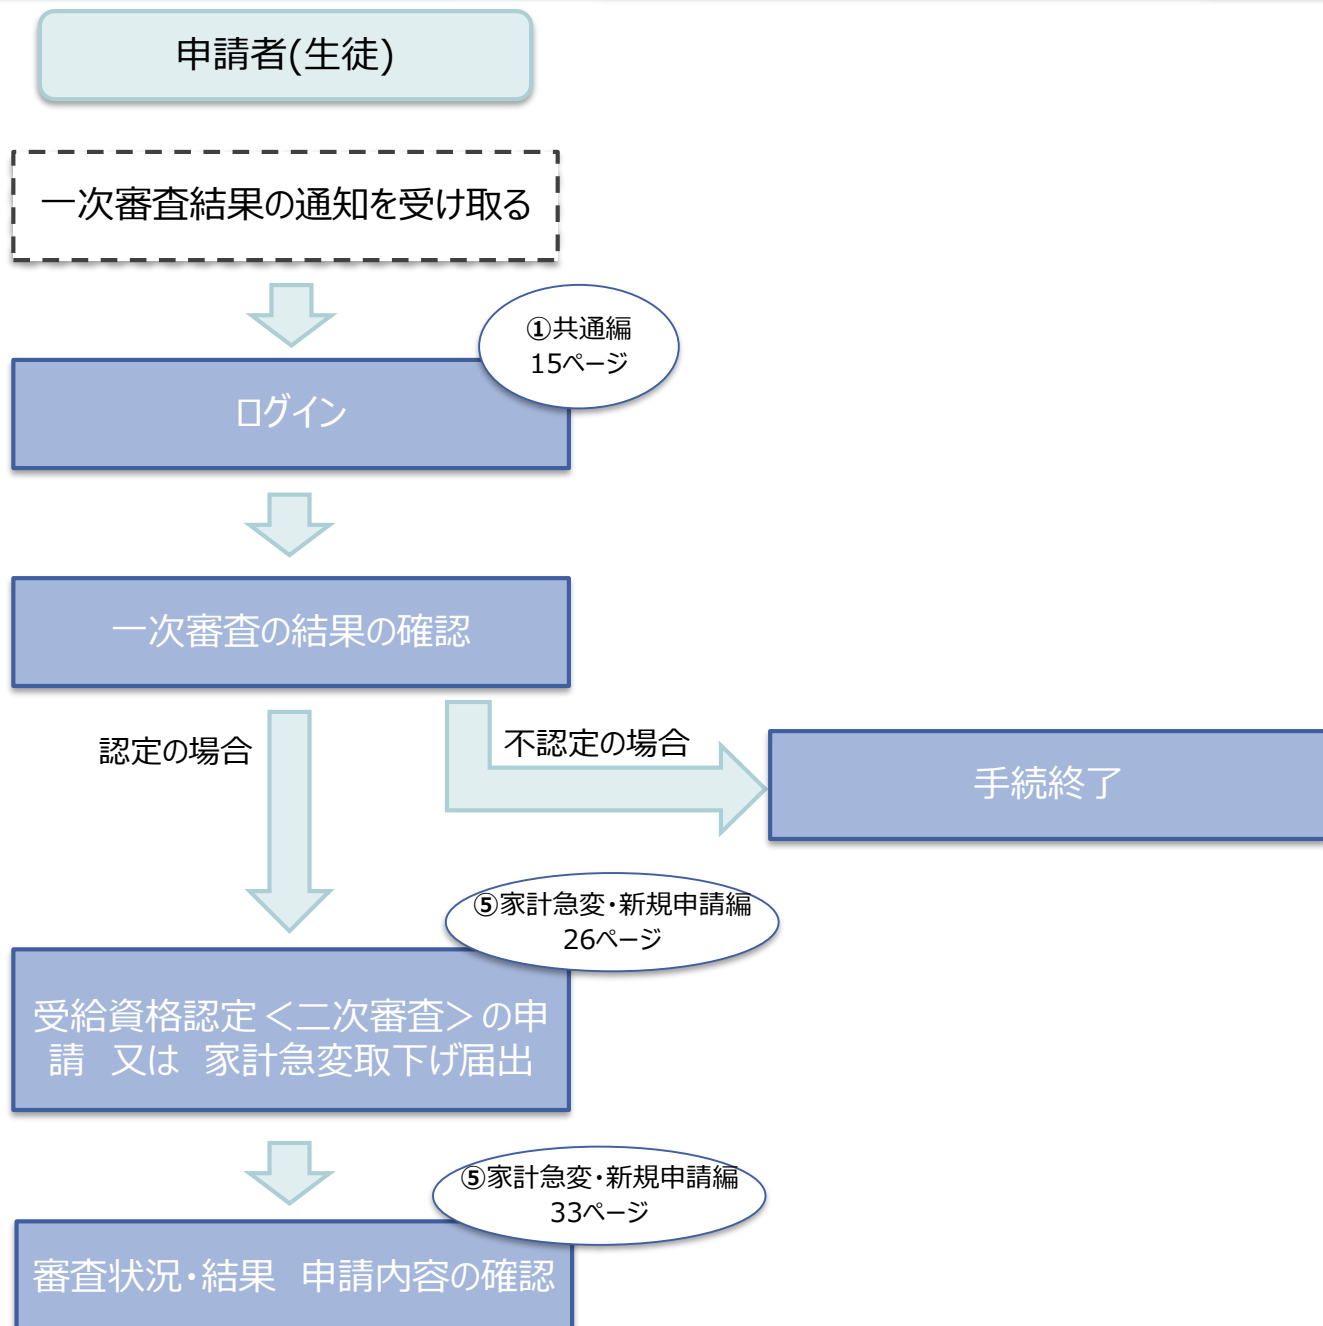 申請者(生徒)
一次審査結果の通知を受け取る
①共通編
15ページ
ログイン
一次審査の結果の確認
認定の場合
不認定の場合
手続終了
⑤家計急変・新規申請編
26ページ
受給資格認定＜二次審査＞の申
請　又は　家計急変取下げ届出
⑤家計急変・新規申請編
33ページ
審査状況・結果　申請内容の確認